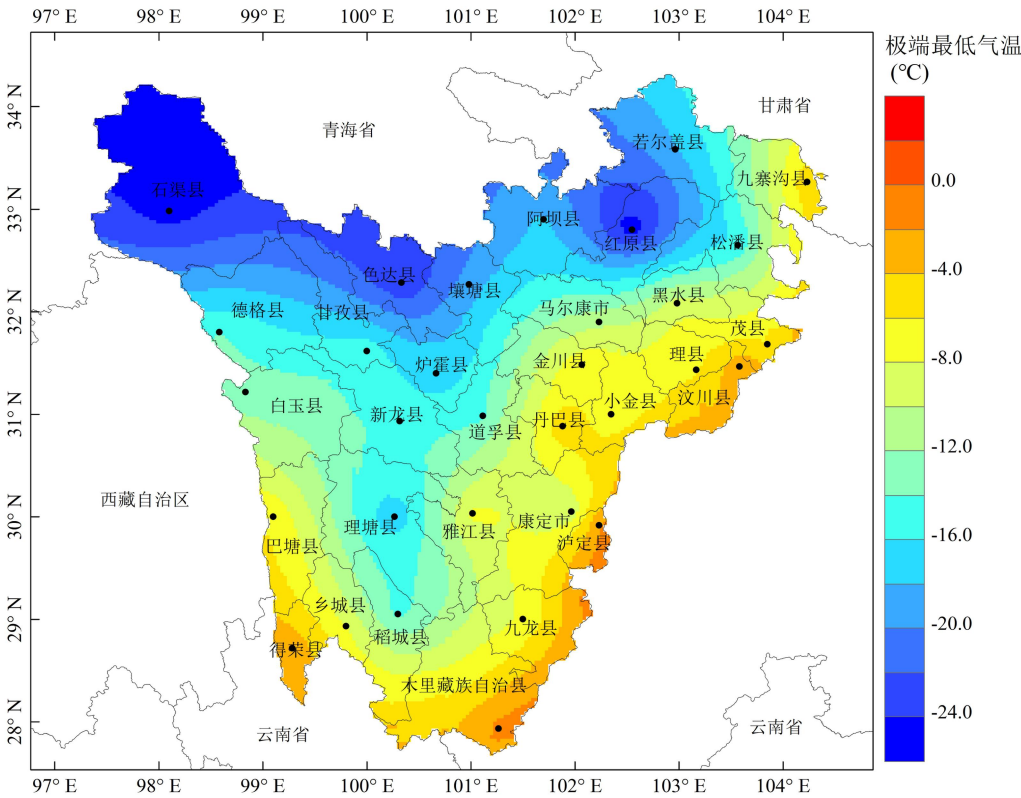 97° E 98° E 99° E 100° E 101° E 102° E 103° E 104° E
极端最低气温
(℃)
34° N
33° N
32° N
31° N
30° N
29° N
28° N
甘肃省
青海省
若尔盖县
九寨沟县
石渠县
阿坝县
红原县
松潘县
色达县
壤塘县
德格县
甘孜县
马尔康市
黑水县
茂县
炉霍县
金川县
理县
白玉县
新龙县
道孚县
丹巴县
小金县
汶川县
西藏自治区
理塘县
雅江县
康定市
泸定县
巴塘县
乡城县
稻城县
九龙县
得荣县
木里藏族自治县
云南省
云南省
0.0
-4.0
-8.0
-12.0
-16.0
-20.0
-24.0
97° E 98° E 99° E 100° E 101° E 102° E 103° E 104° E